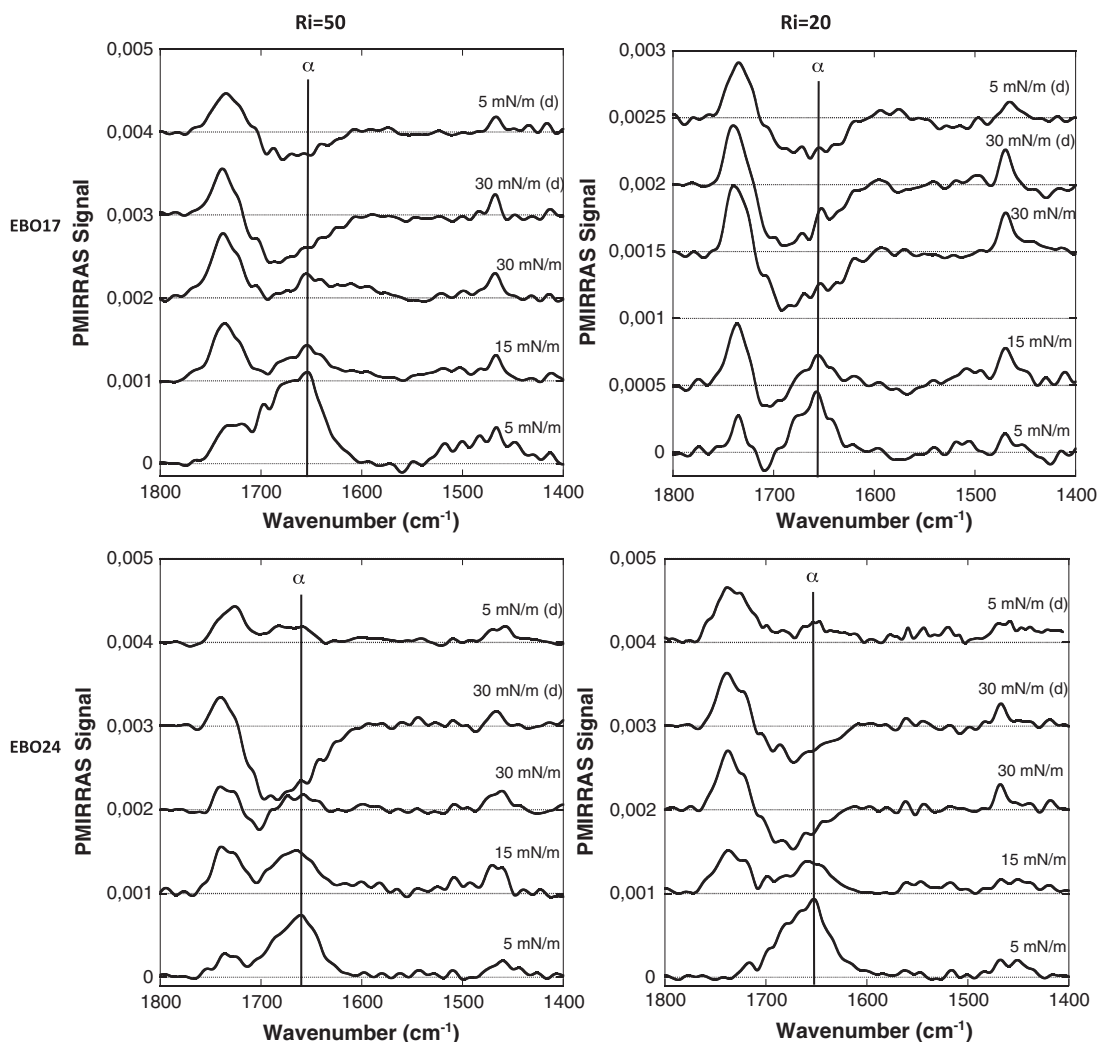 Ri=50
Ri=20
EBO17
PMIRRAS Signal
0,005
0,004
0,003
0,002
0,001
0
α
5 mN/m (d)
30 mN/m (d)
30 mN/m
15 mN/m
5 mN/m
1800 1700 1600 1500 1400
Wavenumber (cm-1)
PMIRRAS Signal
0,003
0,0025
0,002
0,0015
0,001
0,0005
0
α
5 mN/m (d)
30 mN/m (d)
30 mN/m
15 mN/m
5 mN/m
1800 1700 1600 1500 1400
Wavenumber (cm-1)
EBO24
PMIRRAS Signal
0,005
0,004
0,003
0,002
0,001
0
α
5 mN/m (d)
30 mN/m (d)
30 mN/m
15 mN/m
5 mN/m
1800 1700 1600 1500 1400
Wavenumber (cm-1)
PMIRRAS Signal
0,005
0,004
0,003
0,002
0,001
0
α
5 mN/m (d)
30 mN/m (d)
30 mN/m
15 mN/m
5 mN/m
1800 1700 1600 1500 1400
Wavenumber (cm-1)